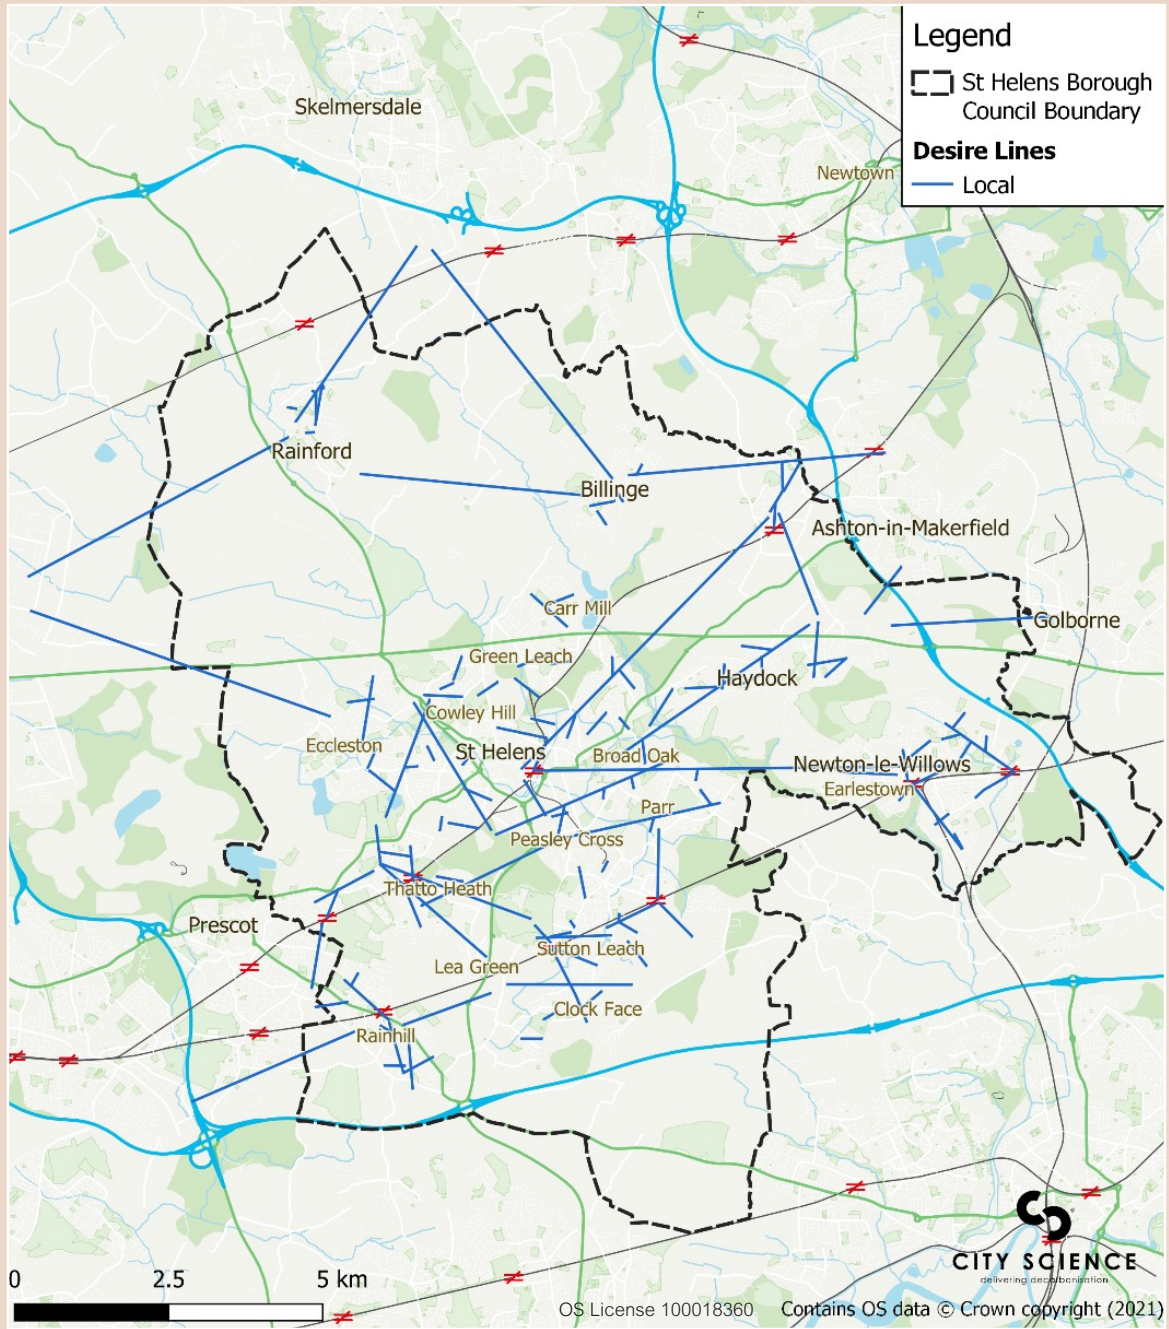 Legend
St Helens Borough
Council Boundary
Desire Lines
Local
Skelmersdale
Newtown
Rainford
Billinge
Ashton-in-Makerfield
Carr Mill
Golborne
Green Leach
Haydock
Cowley Hill
Eccleston
St Helens
Broad Oak
Newton-le-Willows
Earlestown
Parr
Peasley Cross
Thatto Heath
Prescot
Sutton Leach
Lea Green
Clock Face
Rainhill
CITY SCIENCE
delivering decarbonisation
0 2.5 5 km
OS License 100018360 Contains OS data © Crown copyright (2021)